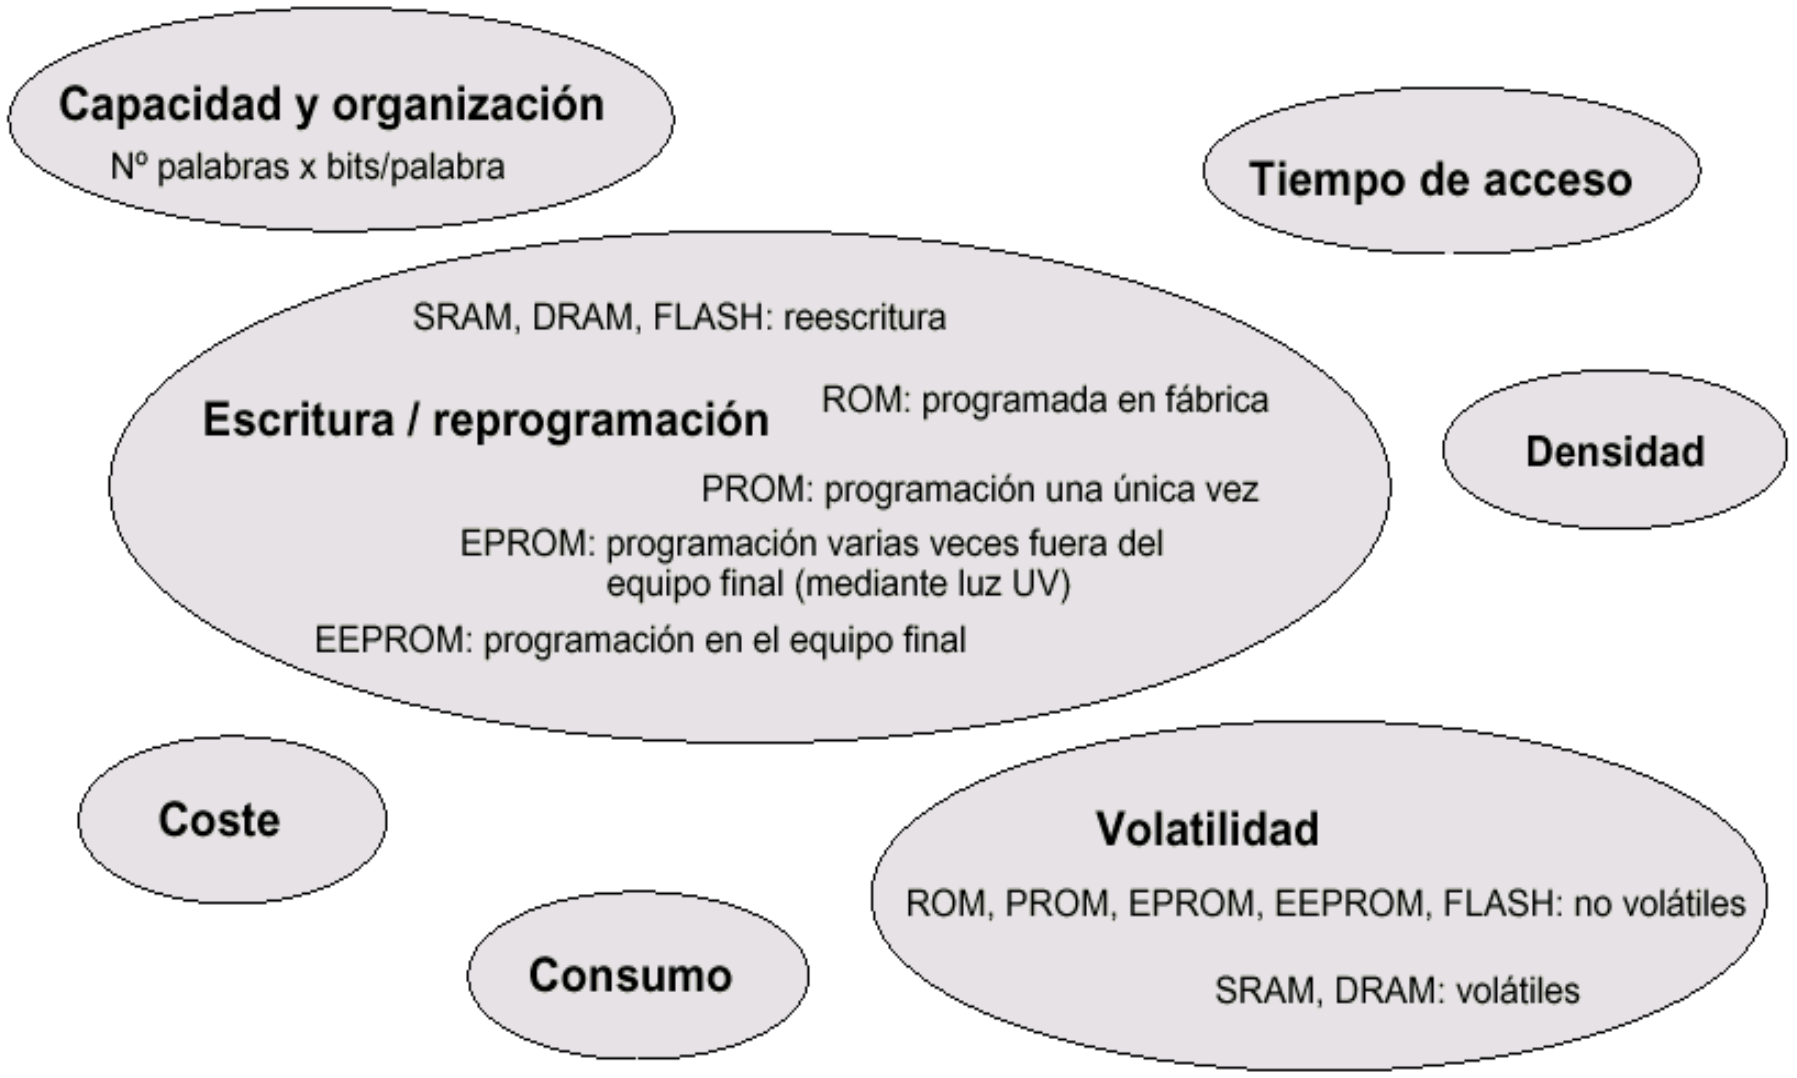 Capacidad y organización
Nº palabras x bits/palabra
Tiempo de acceso
SRAM, DRAM, FLASH: reescritura
Escritura / reprogramación
ROM: programada en fábrica
PROM: programación una única vez
EPROM: programación varias veces fuera del
equipo final (mediante luz UV)
EEPROM: programación en el equipo final
Densidad
Coste
Consumo
Volatilidad
ROM, PROM, EPROM, EEPROM, FLASH: no volátiles
SRAM, DRAM: volátiles